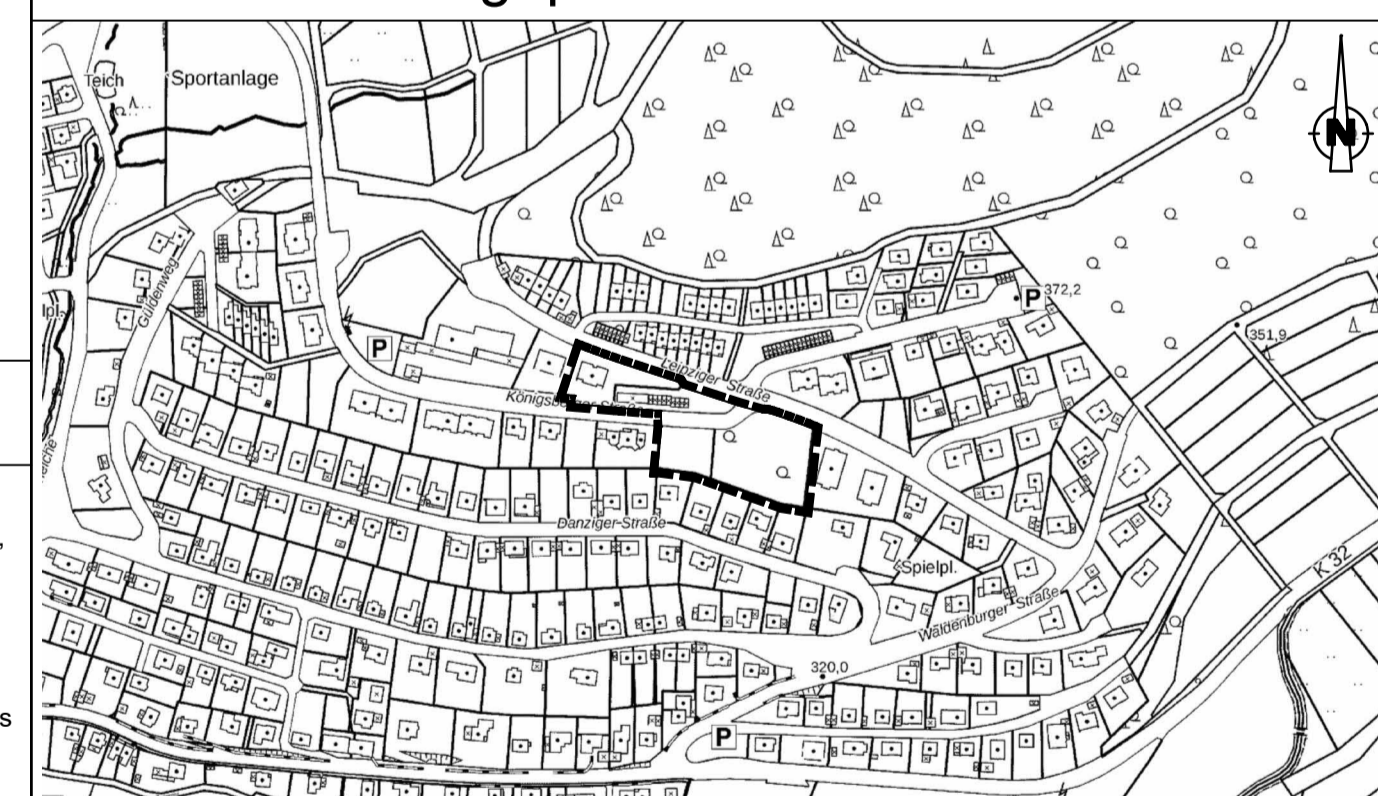 Teich
Sportanlage
N
Güldenweg
P
372,2
351,9
P
Leipziger Straße
Königsberger Straße
Danziger Straße
Spielpl.
K 32
Waldenburger Straße
320,0
P
s